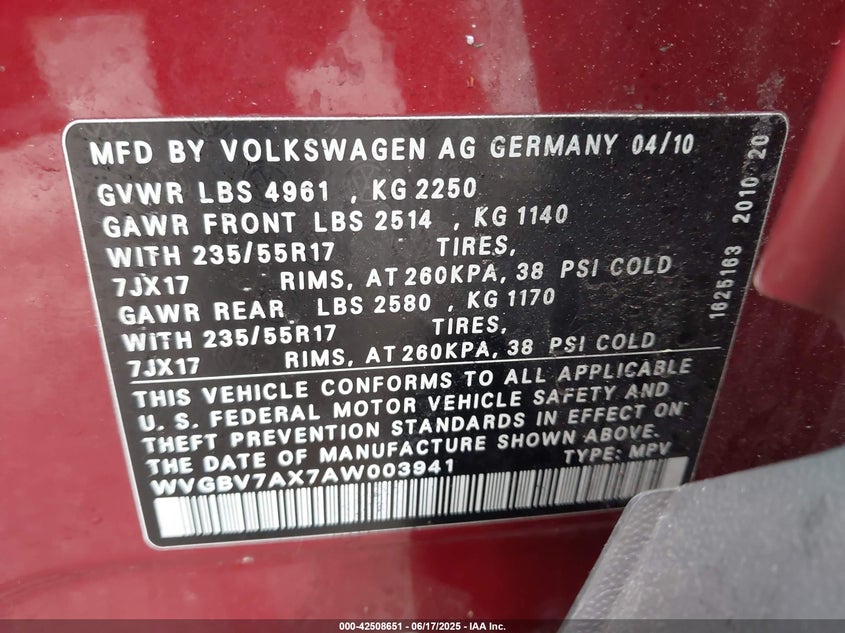 MFD BY VOLKSWAGEN AG GERMANY 04/10
GVWR LBS 4961 , KG 2250
GAWR FRONT LBS 2514 , KG 1140
WITH 235/55R17 TIRES,
7JX17 RIMS, AT 260KPA, 38 PSI COLD
GAWR REAR LBS 2580 , KG 1170
WITH 235/55R17 TIRES,
7JX17 RIMS, AT 260KPA, 38 PSI COLD
THIS VEHICLE CONFORMS TO ALL APPLICABLE
U. S. FEDERAL MOTOR VEHICLE SAFETY AND
THEFT PREVENTION STANDARDS IN EFFECT ON
THE DATE OF MANUFACTURE SHOWN ABOVE.
WVGBV7AX7AW003941 TYPE: MPV
1625163 2010 20
000-42508651 - 06/17/2025 - IAA Inc.